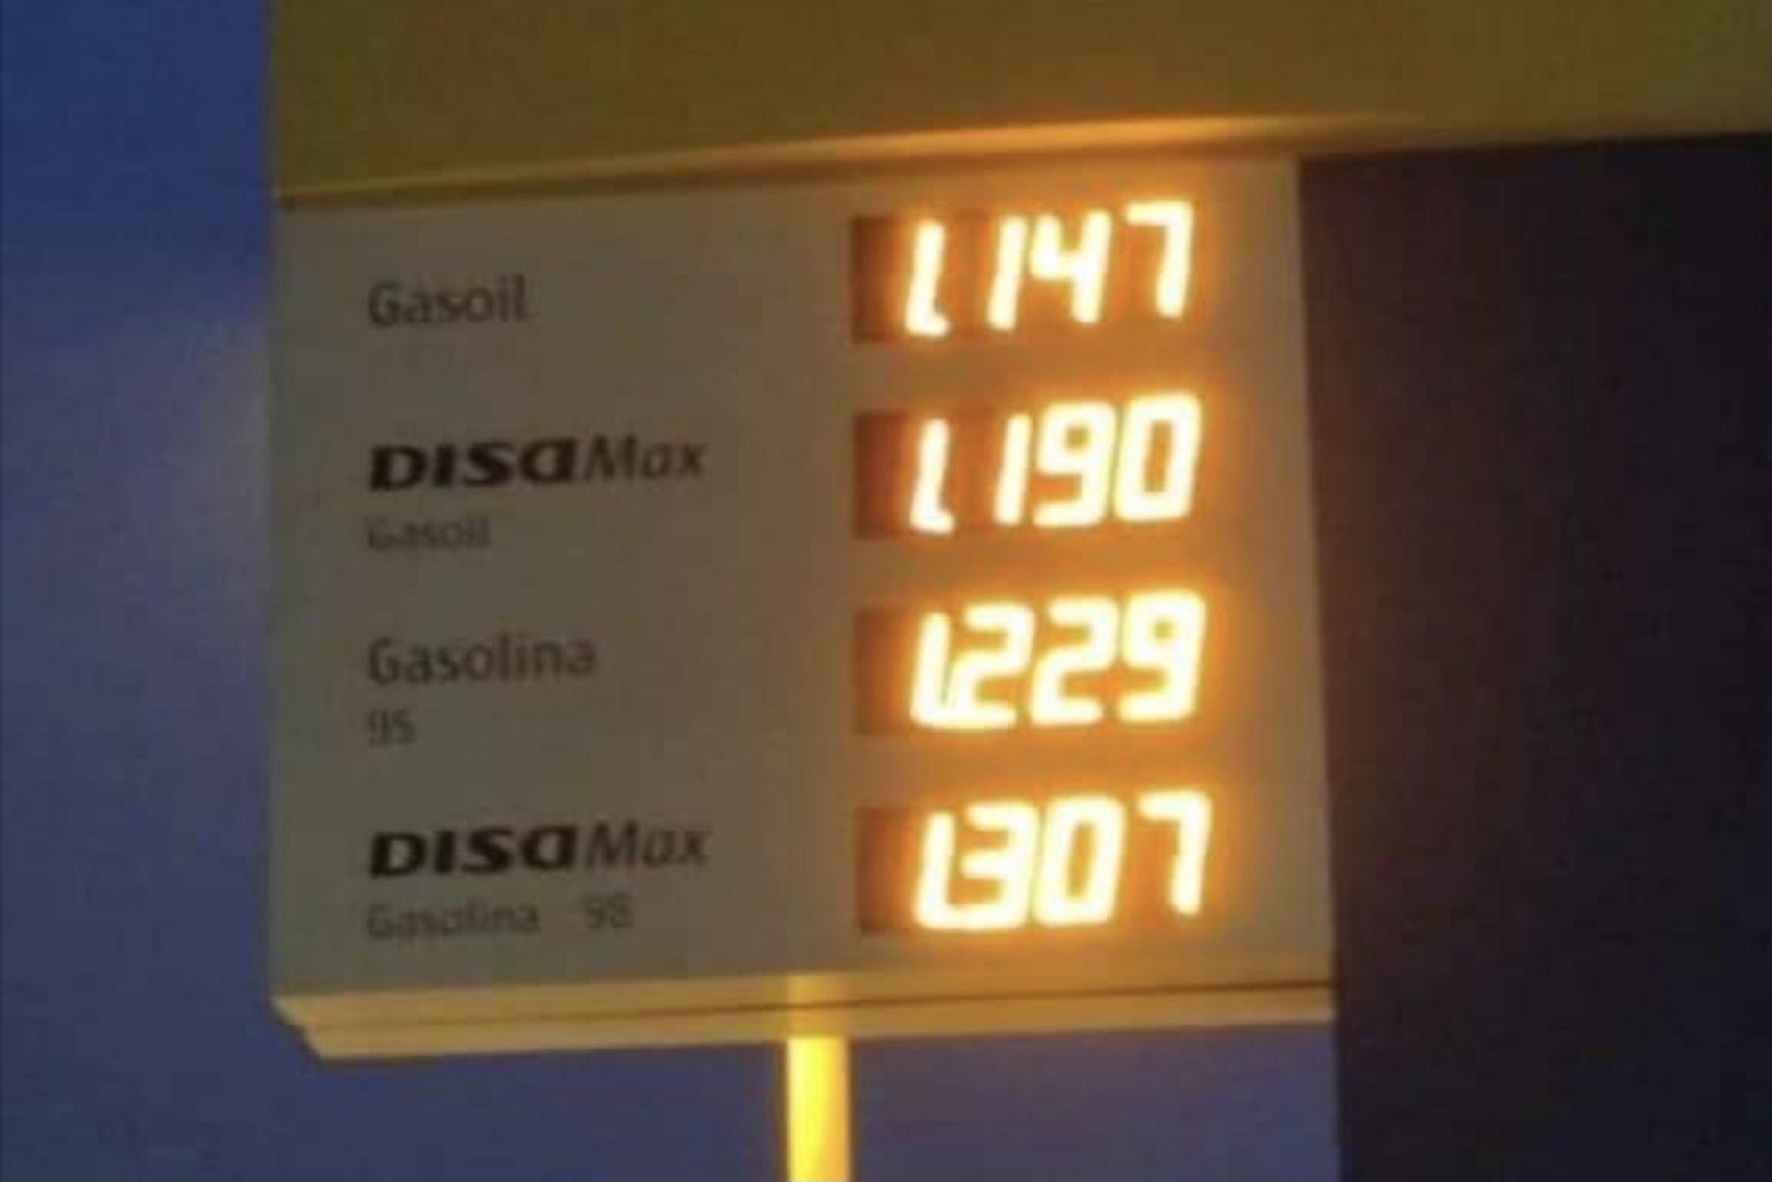 Gasoil 1.147
DISAMax 1.190
Gasoil
Gasolina 1.229
95
DISAMax 1.307
Gasolina 98